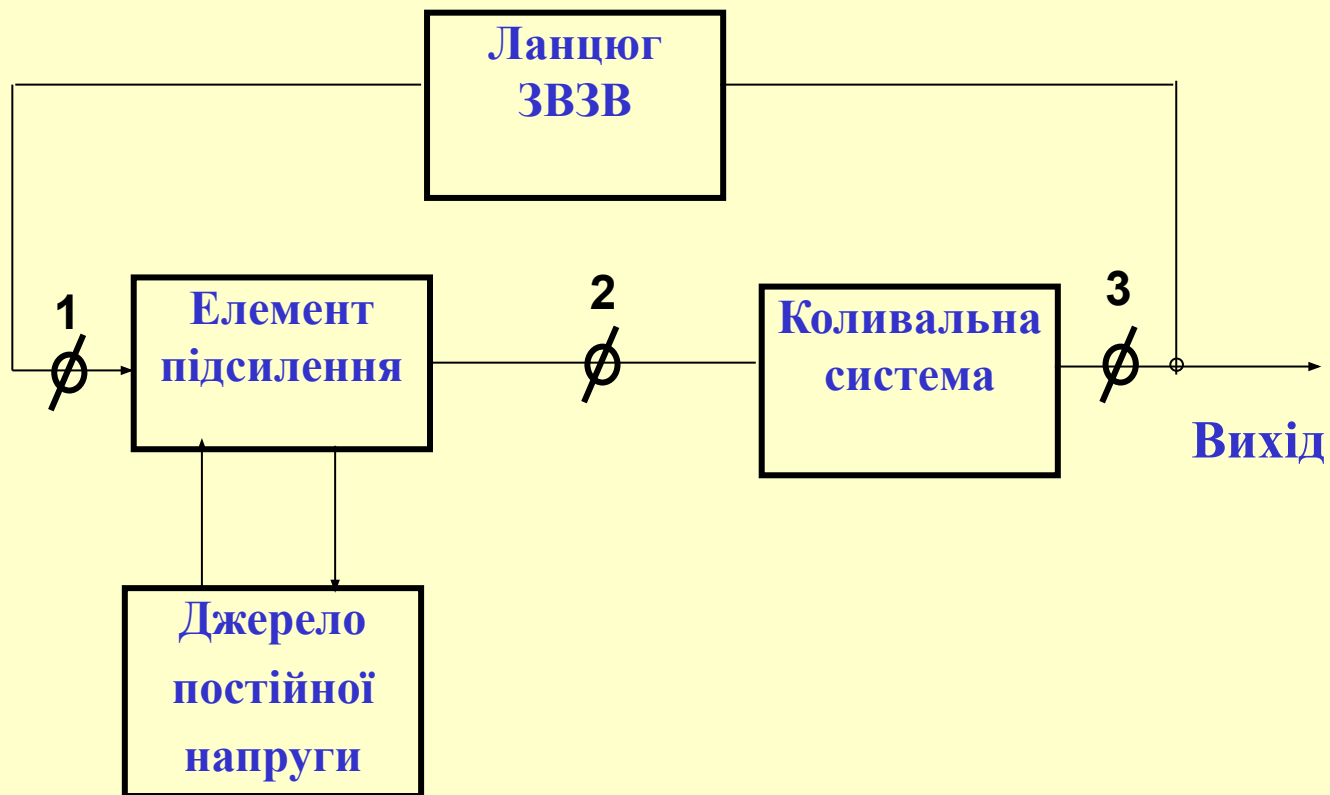 Ланцюг
ЗВЗВ
1
Елемент
підсилення
2
Коливальна
система
3
Вихід
Джерело
постійної
напруги